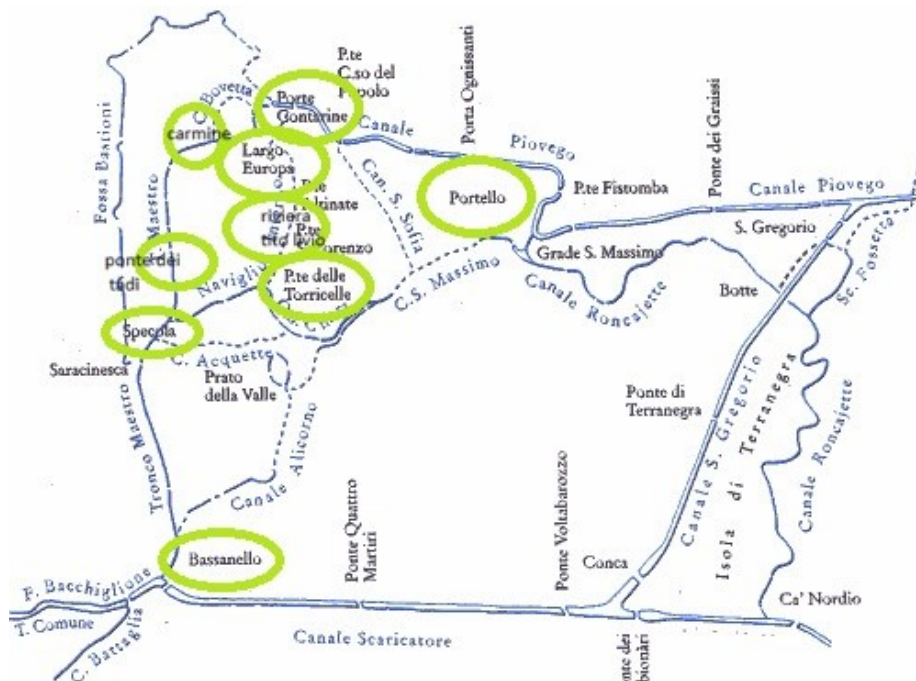 P.te
C.so del
Popolo
Porta Ognissanti
Ponte dei Graissi
Bovetta
Porte
Contarine
carmine
Canale
Piovego
Largo
Europa
Fossa Bastioni
Maestro
Can. S. Sofia
Portello
P.te Fistomba
Canale Piovego
riviera
tito livio
S. Gregorio
Grade S. Massimo
ponte dei
tadi
Naviglio
P.te delle
Torricelle
C.S. Massimo
Canale Roncajette
Botte
Sc. Fossetta
Specola
C. Acquette
Saracinesca
Prato
della Valle
Ponte di
Terranegra
Tronco Maestro
Canale Alicorno
Canale S. Gregorio
Isola di Terranegra
Canale Roncajette
Bassanello
Ponte Quattro
Martiri
Ponte Voltabarozzo
Conca
F. Bacchiglione
T. Comune
C. Battaglia
Canale Scaricatore
Ca' Nordio